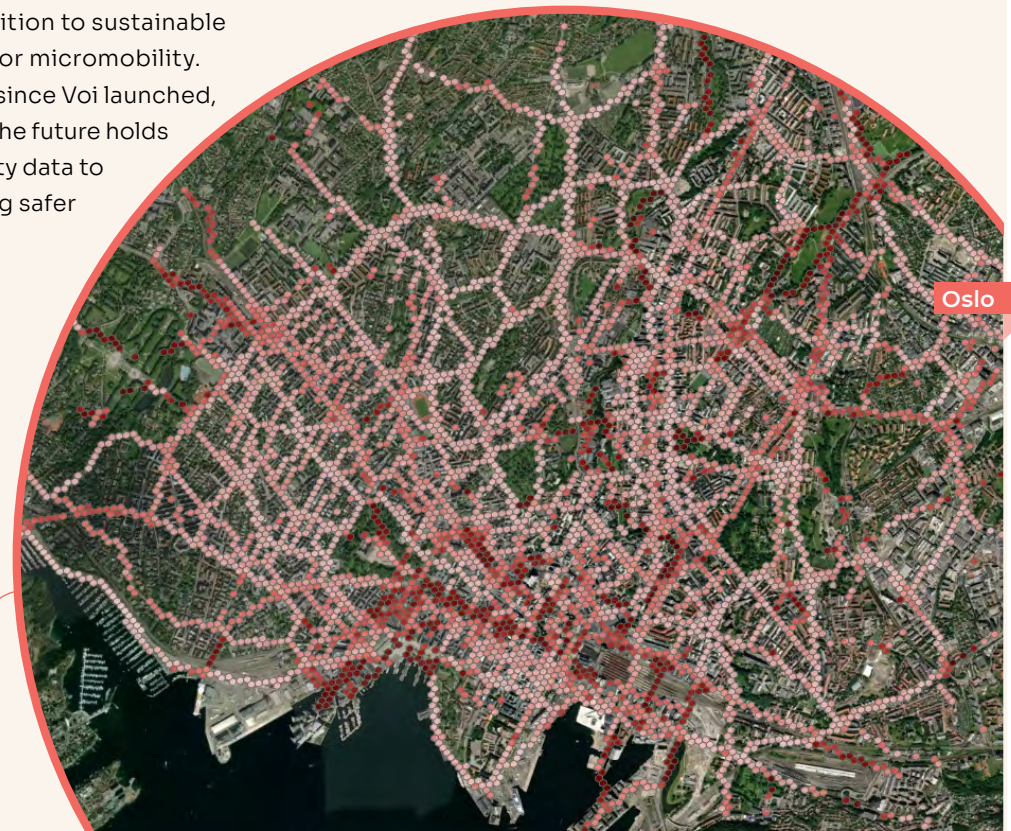 ition to sustainable
or micromobility.
since Voi launched,
he future holds
ty data to
g safer
Oslo